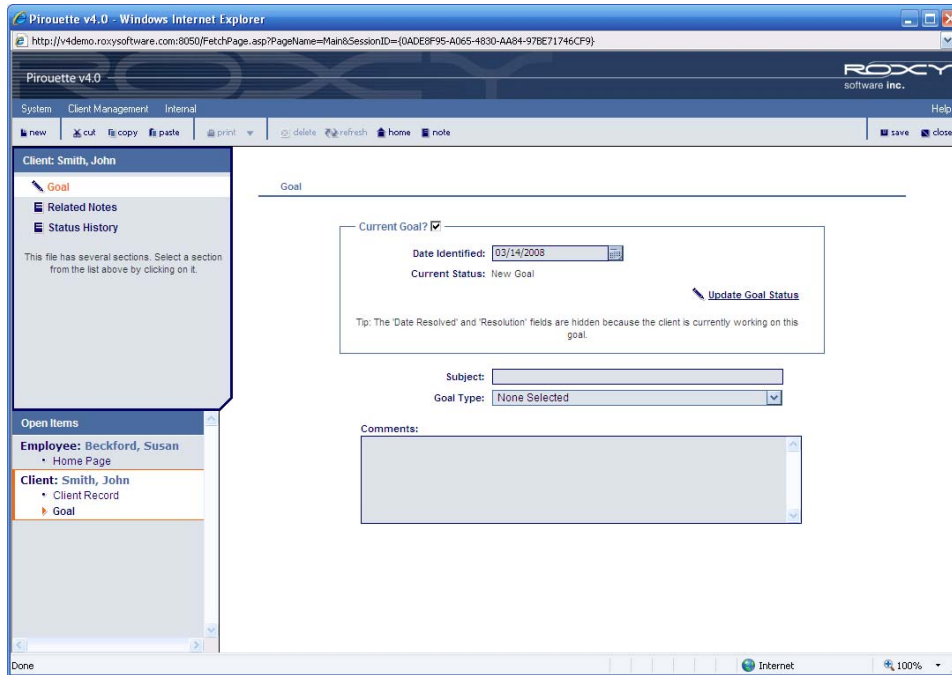 Pirouette v4.0 - Windows Internet Explorer
http://v4demo.roxysoftware.com:8050/FetchPage.asp?PageName=Main&SessionID={0ADE8F95-A065-4830-AA84-97BE71746CF9}
Pirouette v4.0
ROXY
software inc.
System Client Management Internal Help
new cut copy paste print delete refresh home note save close
Client: Smith, John
Goal
Related Notes
Status History
This file has several sections. Select a section
from the list above by clicking on it.
Goal
Current Goal?
Date Identified: 03/14/2008
Current Status: New Goal
Update Goal Status
Tip: The 'Date Resolved' and 'Resolution' fields are hidden because the client is currently working on this
goal.
Subject:
Goal Type: None Selected
Comments:
Open Items
Employee: Beckford, Susan
• Home Page
Client: Smith, John
• Client Record
Goal
Done Internet 100%